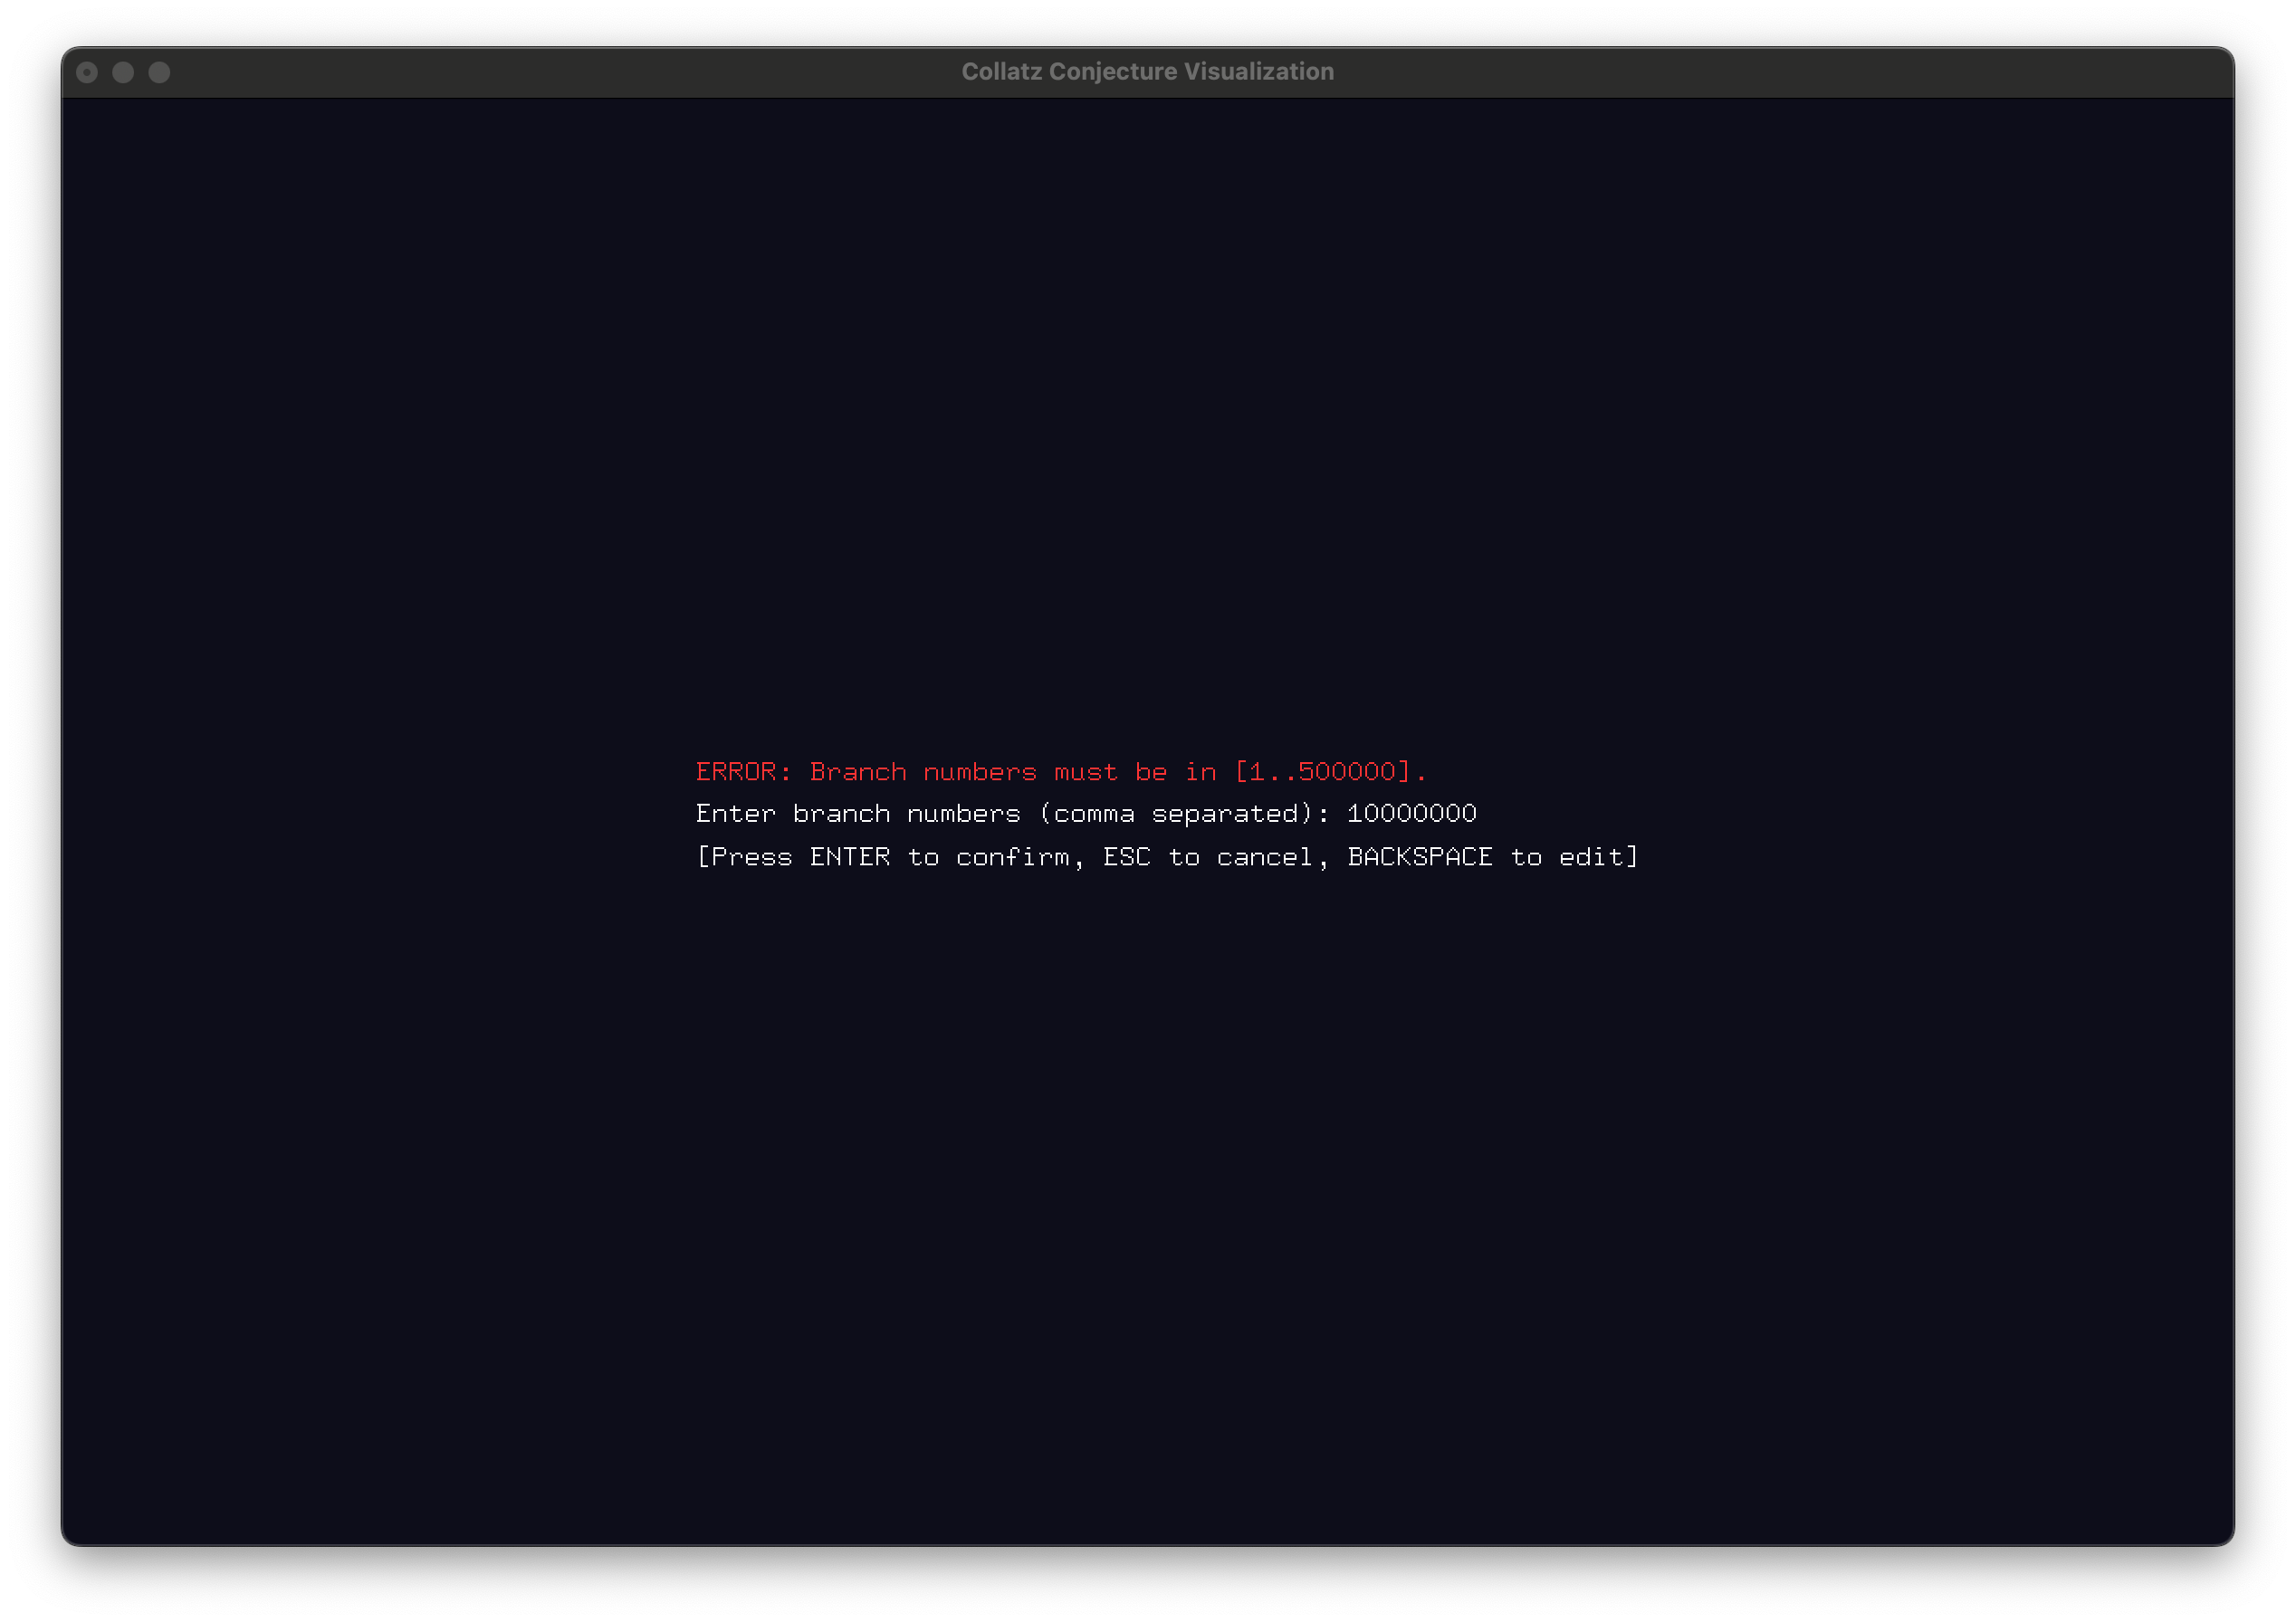 Collatz Conjecture Visualization
ERROR: Branch numbers must be in [1..500000].
Enter branch numbers (comma separated): 10000000
[Press ENTER to confirm, ESC to cancel, BACKSPACE to edit]